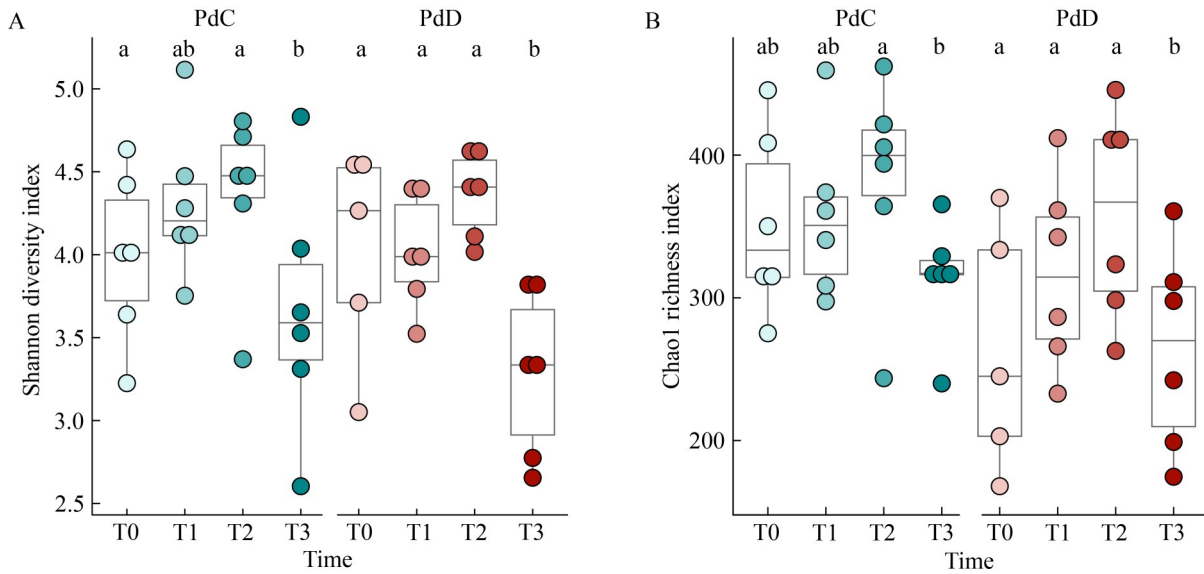 A
PdC PdD
a ab a b a a a b
Shannon diversity index
5.0
4.5
4.0
3.5
3.0
2.5
T0 T1 T2 T3 T0 T1 T2 T3
Time
B
PdC PdD
ab ab a b a a a b
Chao1 richness index
400
300
200
T0 T1 T2 T3 T0 T1 T2 T3
Time